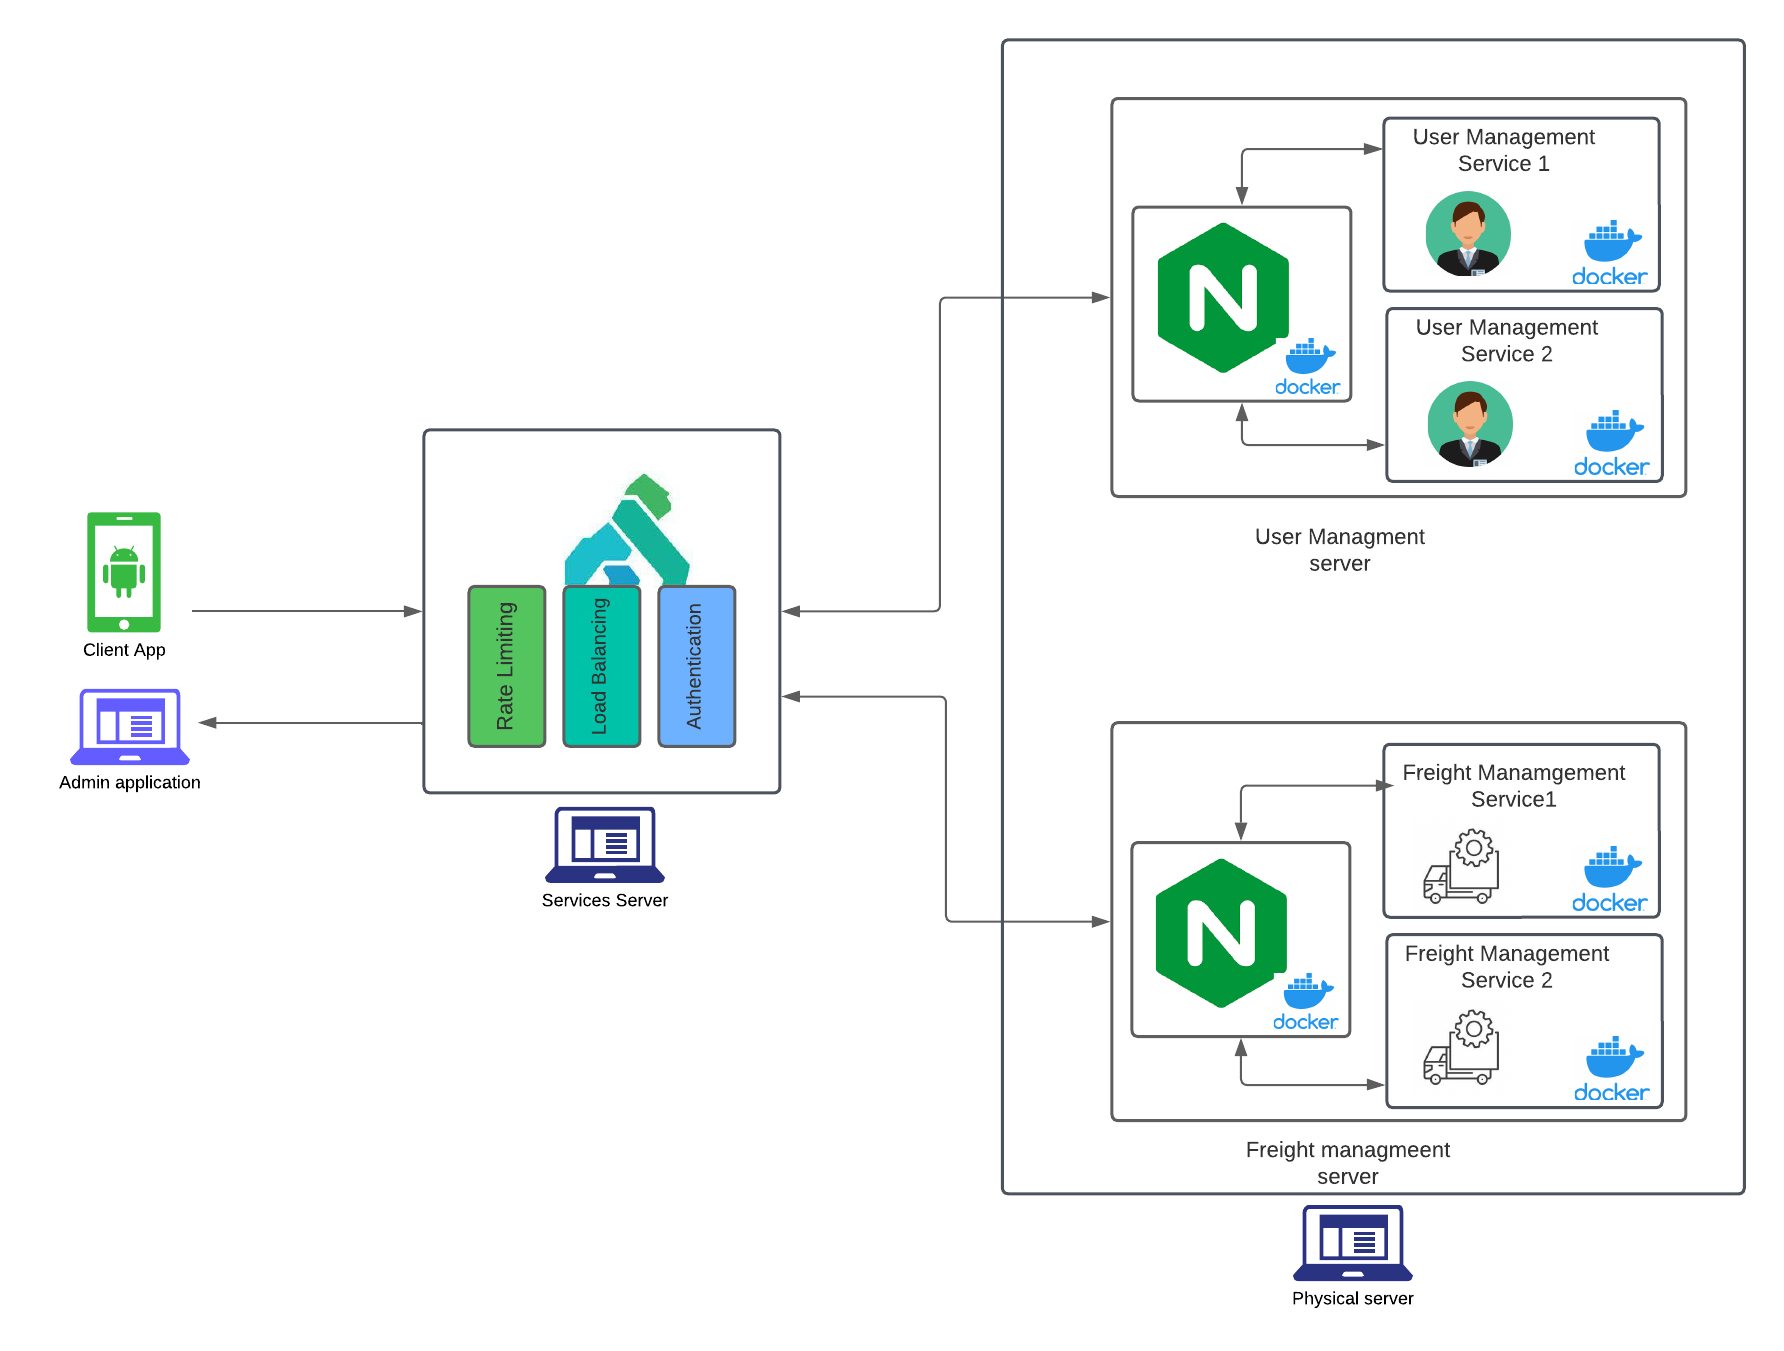 Client App
Admin application
Rate Limiting
Load Balancing
Authentication
Services Server
User Management
Service 1
docker
N
docker
User Management
Service 2
docker
User Managment
server
Freight Manamgement
Service1
docker
N
docker
Freight Management
Service 2
docker
Freight managmeent
server
Physical server